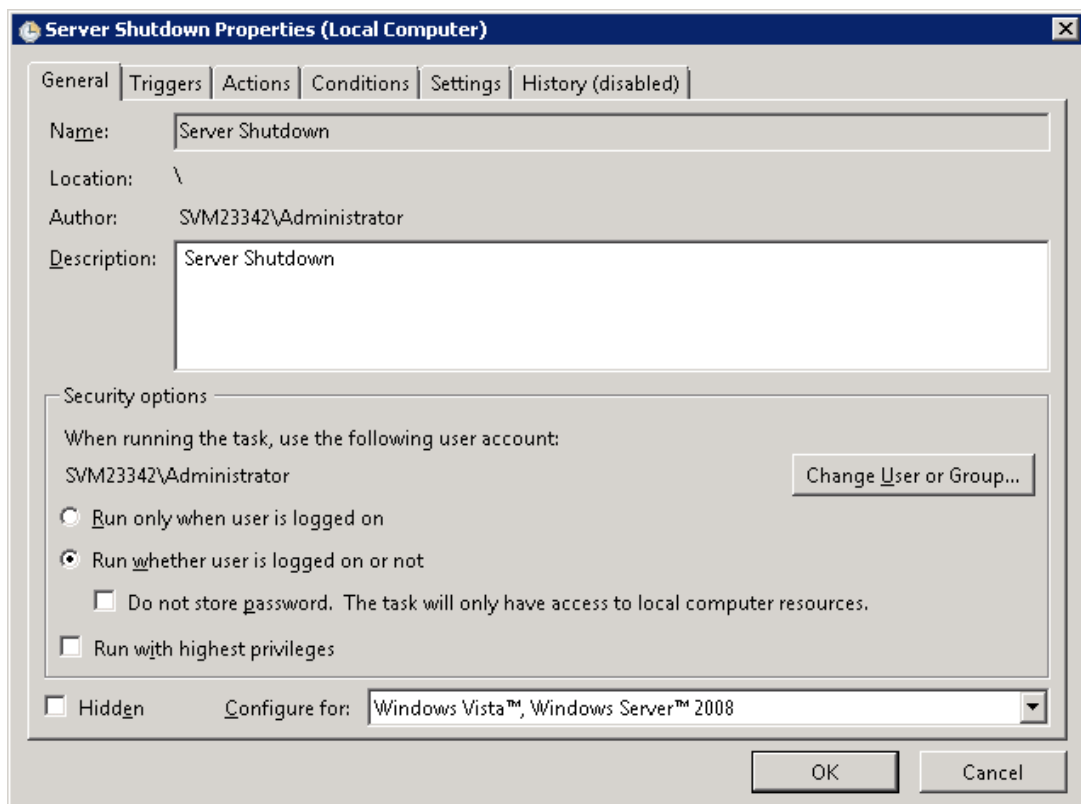 Server Shutdown Properties (Local Computer)
General Triggers Actions Conditions Settings History (disabled)
Name: Server Shutdown
Location: \
Author: SVM23342\Administrator
Description: Server Shutdown
Security options
When running the task, use the following user account:
SVM23342\Administrator Change User or Group...
Run only when user is logged on
Run whether user is logged on or not
Do not store password. The task will only have access to local computer resources.
Run with highest privileges
Hidden Configure for: Windows Vista™, Windows Server™ 2008
OK Cancel